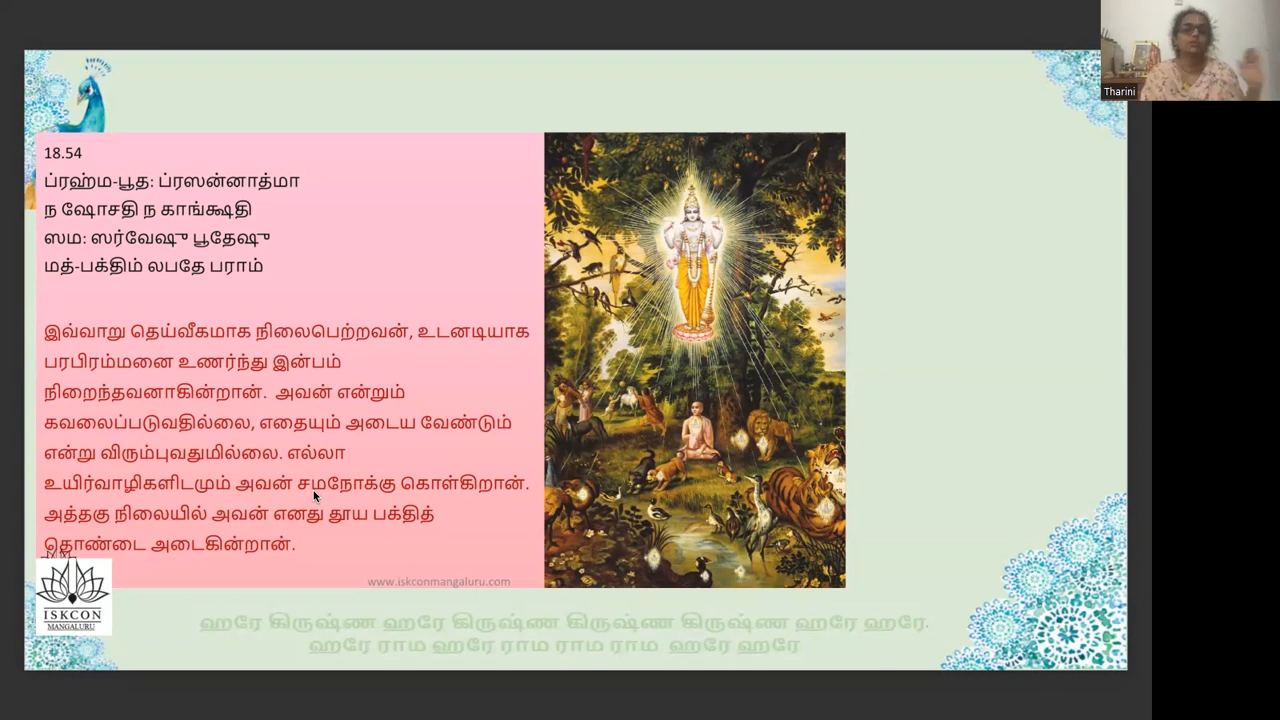 Tharini
18.54
ப்ரஹ்ம-பூத: ப்ரஸன்னாத்மா
ந ஷோசதி ந காங்க்ஷதி
ஸம: ஸர்வேஷு பூதேஷு
மத்-பக்திம் லபதே பராம்
இவ்வாறு தெய்வீகமாக நிலைபெற்றவன், உடனடியாக
பரபிரம்மனை உணர்ந்து இன்பம்
நிறைந்தவனாகின்றான். அவன் என்றும்
கவலைப்படுவதில்லை, எதையும் அடைய வேண்டும்
என்று விரும்புவதுமில்லை. எல்லா
உயிர்வாழிகளிடமும் அவன் சமநோக்கு கொள்கிறான்.
அத்தகு நிலையில் அவன் எனது தூய பக்தித்
தொண்டை அடைகின்றான்.
www.iskconmangaluru.com
ISKCON
MANGALURU
ஹரே கிருஷ்ண ஹரே கிருஷ்ண கிருஷ்ண கிருஷ்ண ஹரே ஹரே.
ஹரே ராம ஹரே ராம ராம ராம ஹரே ஹரே